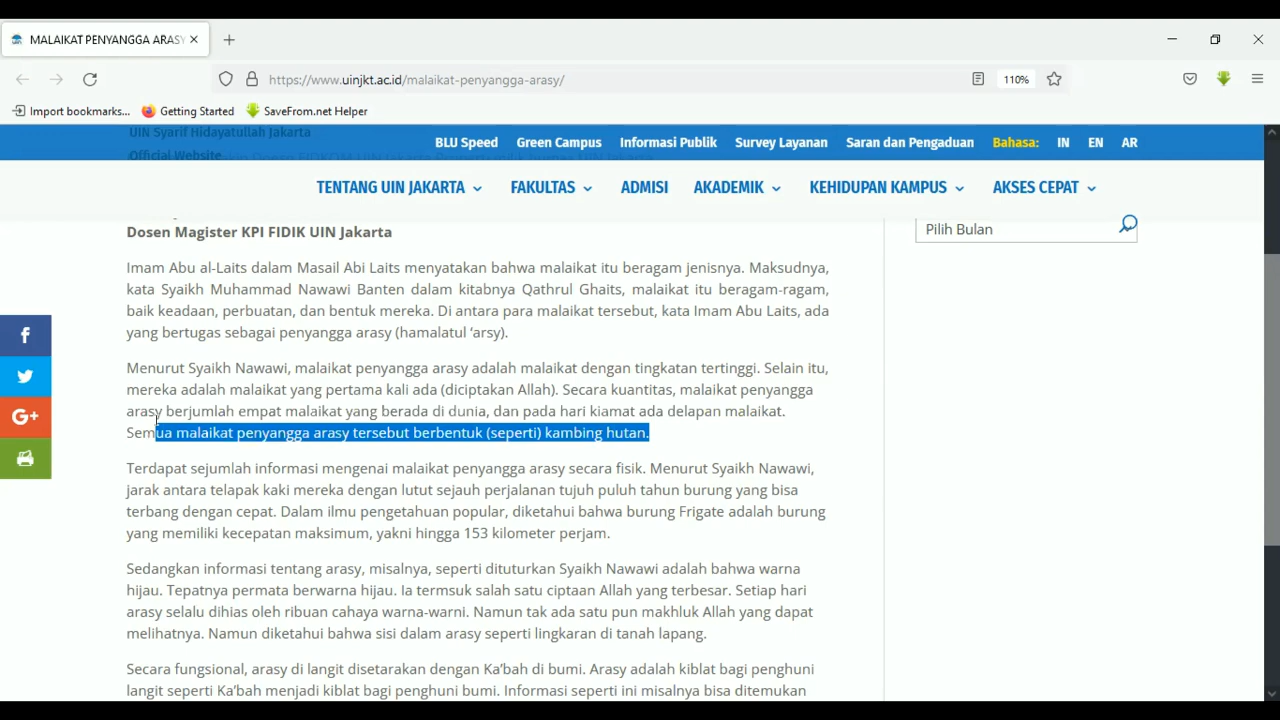 MALAIKAT PENYANGGA ARASY
https://www.uinjkt.ac.id/malaikat-penyangga-arasy/
110%
Import bookmarks...
Getting Started
SaveFrom.net Helper
UIN Syarif Hidayatullah Jakarta
Official Website
BLU Speed
Green Campus
Informasi Publik
Survey Layanan
Saran dan Pengaduan
Bahasa:
IN
EN
AR
TENTANG UIN JAKARTA
FAKULTAS
ADMISI
AKADEMIK
KEHIDUPAN KAMPUS
AKSES CEPAT
Pilih Bulan
Dosen Magister KPI FIDIK UIN Jakarta
Imam Abu al-Laits dalam Masail Abi Laits menyatakan bahwa malaikat itu beragam jenisnya. Maksudnya,
kata Syaikh Muhammad Nawawi Banten dalam kitabnya Qathrul Ghaits, malaikat itu beragam-ragam,
baik keadaan, perbuatan, dan bentuk mereka. Di antara para malaikat tersebut, kata Imam Abu Laits, ada
yang bertugas sebagai penyangga arasy (hamalatul ‘arsy).
Menurut Syaikh Nawawi, malaikat penyangga arasy adalah malaikat dengan tingkatan tertinggi. Selain itu,
mereka adalah malaikat yang pertama kali ada (diciptakan Allah). Secara kuantitas, malaikat penyangga
arasy berjumlah empat malaikat yang berada di dunia, dan pada hari kiamat ada delapan malaikat.
Semua malaikat penyangga arasy tersebut berbentuk (seperti) kambing hutan.
Terdapat sejumlah informasi mengenai malaikat penyangga arasy secara fisik. Menurut Syaikh Nawawi,
jarak antara telapak kaki mereka dengan lutut sejauh perjalanan tujuh puluh tahun burung yang bisa
terbang dengan cepat. Dalam ilmu pengetahuan popular, diketahui bahwa burung Frigate adalah burung
yang memiliki kecepatan maksimum, yakni hingga 153 kilometer perjam.
Sedangkan informasi tentang arasy, misalnya, seperti dituturkan Syaikh Nawawi adalah bahwa warna
hijau. Tepatnya permata berwarna hijau. Ia termsuk salah satu ciptaan Allah yang terbesar. Setiap hari
arasy selalu dihias oleh ribuan cahaya warna-warni. Namun tak ada satu pun makhluk Allah yang dapat
melihatnya. Namun diketahui bahwa sisi dalam arasy seperti lingkaran di tanah lapang.
Secara fungsional, arasy di langit disetarakan dengan Ka’bah di bumi. Arasy adalah kiblat bagi penghuni
langit seperti Ka’bah menjadi kiblat bagi penghuni bumi. Informasi seperti ini misalnya bisa ditemukan